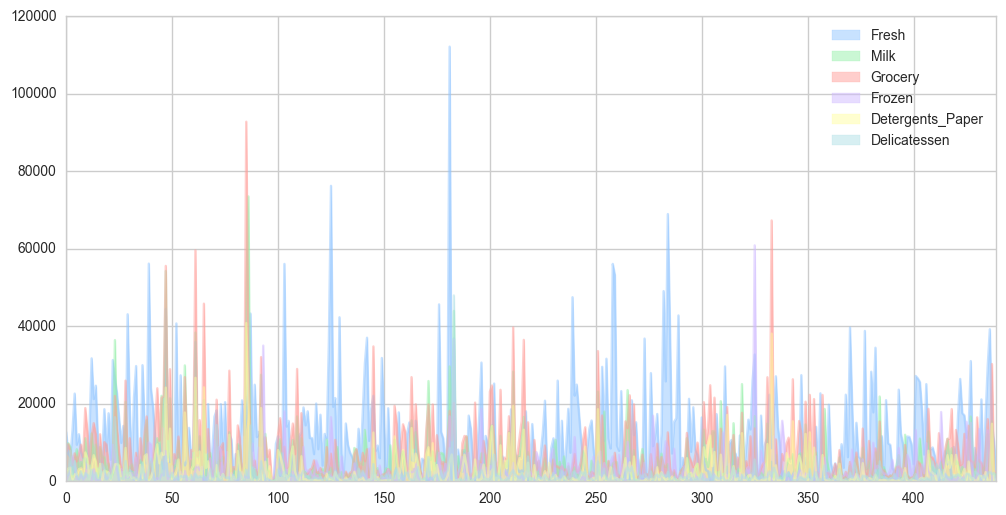 120000
100000
80000
60000
40000
20000
0
Fresh
Milk
Grocery
Frozen
Detergents_Paper
Delicatessen
0 50 100 150 200 250 300 350 400